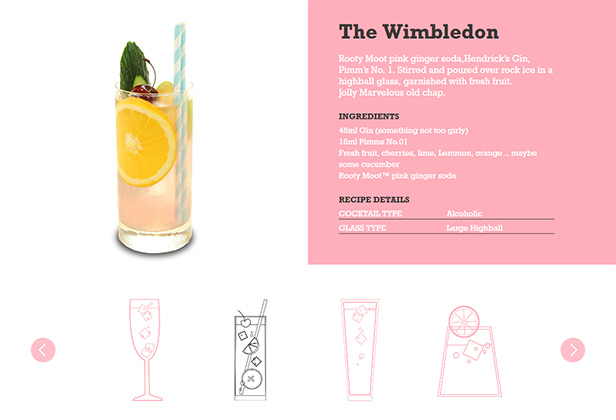 The Wimbledon
Rooty Moot pink ginger soda,Hendrick's Gin,
Pimm's No. 1. Stirred and poured over rock ice in a
highball glass, garnished with fresh fruit.
Jolly Marvelous old chap.
INGREDIENTS
45ml Gin (something not too girly)
15ml Pimms No.01
Fresh fruit, cherries, lime, Lemmon, orange .. maybe
some cucumber
Rooty Moot™ pink ginger soda
RECIPE DETAILS
COCKTAIL TYPE Alcoholic
GLASS TYPE Large Highball